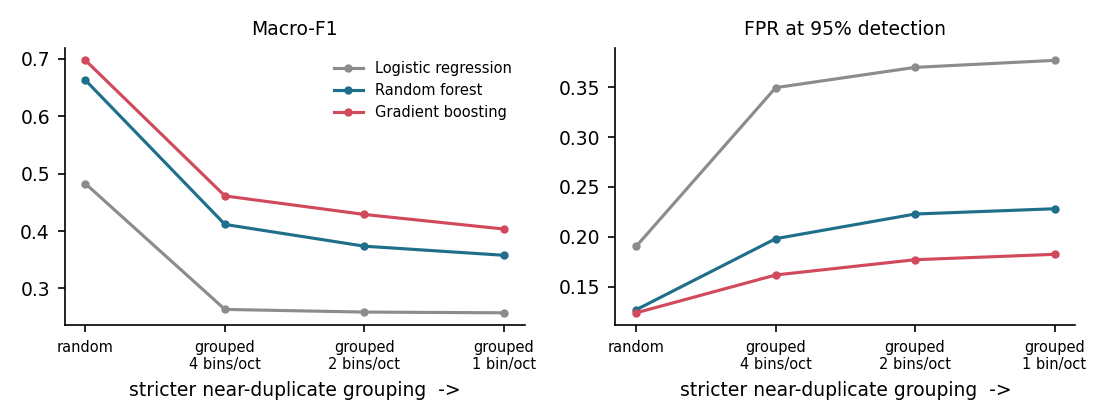 Macro-F1
0.7
0.6
0.5
0.4
0.3
Logistic regression
Random forest
Gradient boosting
random
grouped
4 bins/oct
grouped
2 bins/oct
grouped
1 bin/oct
stricter near-duplicate grouping ->
FPR at 95% detection
0.35
0.30
0.25
0.20
0.15
random
grouped
4 bins/oct
grouped
2 bins/oct
grouped
1 bin/oct
stricter near-duplicate grouping ->